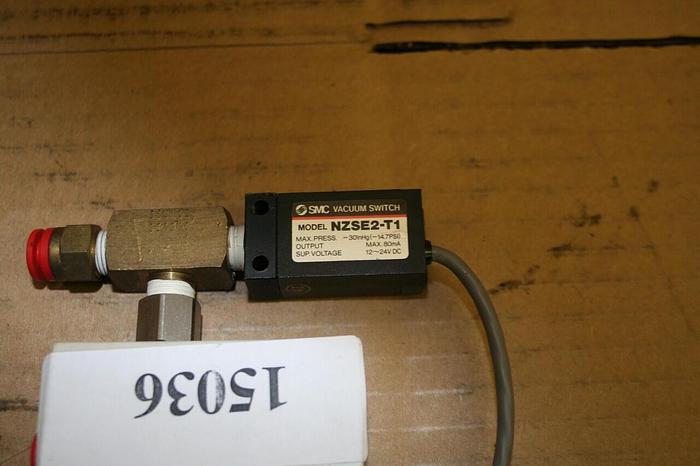 SMC VACUUM SWITCH
MODEL NZSE2-T1
MAX.PRESS. -30inHg(-14.7PSI)
OUTPUT MAX. 80mA
SUP.VOLTAGE 12~24V DC
15036